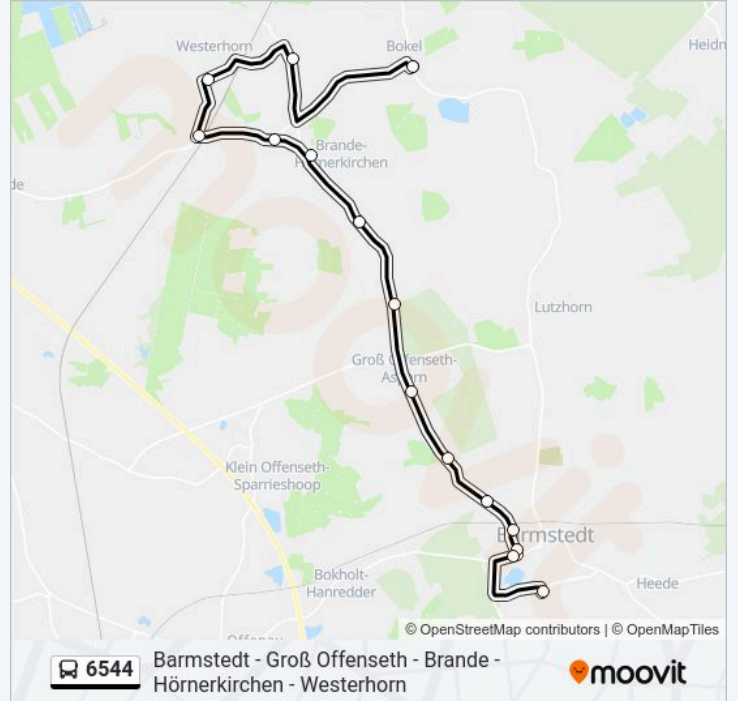 Westerhorn
Bokel
Heidm
Brande-
Hörnerkirchen
de
Lutzhorn
Groß Offenseth-
Aspern
Klein Offenseth-
Sparrieshoop
Barmstedt
Bokholt-
Hanredder
Heede
Offenau
© OpenStreetMap contributors | © OpenMapTiles
6544
Barmstedt - Groß Offenseth - Brande -
Hörnerkirchen - Westerhorn
moovit